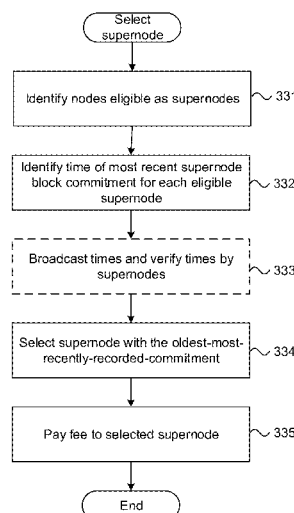 Select
supernode
Identify nodes eligible as supernodes
331
Identify time of most recent supernode
block commitment for each eligible
supernode
332
Broadcast times and verify times by
supernodes
333
Select supernode with the oldest-most-
recently-recorded-commitment
334
Pay fee to selected supernode
335
End